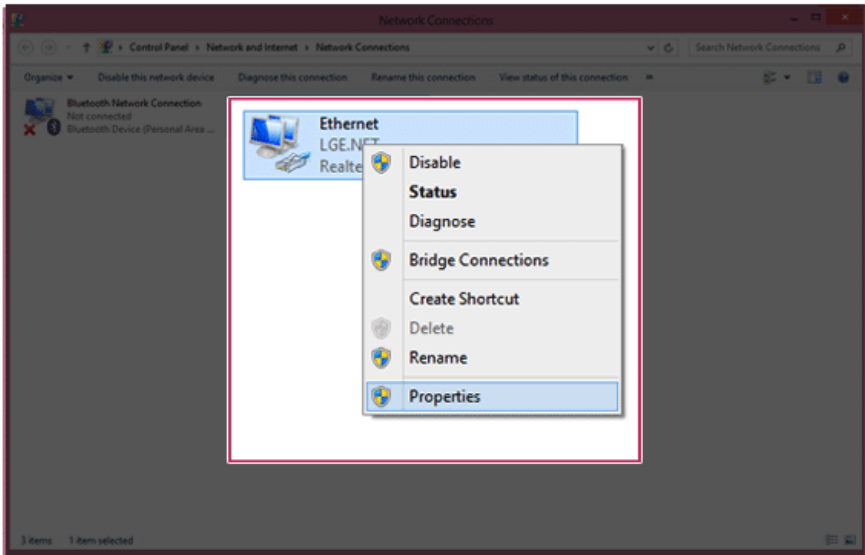 Network Connections
Control Panel Network and Internet Network Connections Search Network Connections
Organize Disable this network device Diagnose this connection Rename this connection View status of this connection »
Bluetooth Network Connection
Not connected
Bluetooth Device (Personal Area ...
Ethernet
LGE.NET
Realte
Disable
Status
Diagnose
Bridge Connections
Create Shortcut
Delete
Rename
Properties
3 items 1 item selected